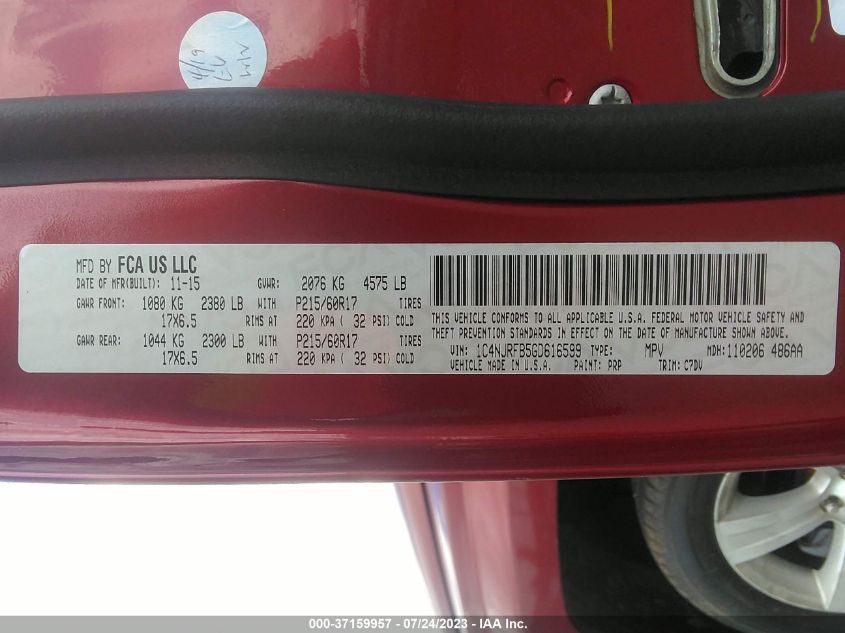 4/19
MFD BY FCA US LLC
DATE OF MFR(BUILT): 11-15 GVWR: 2076 KG 4575 LB
GAWR FRONT: 1080 KG 2380 LB WITH P215/60R17 TIRES
17X6.5 RIMS AT 220 KPA ( 32 PSI) COLD
GAWR REAR: 1044 KG 2300 LB WITH P215/60R17 TIRES
17X6.5 RIMS AT 220 KPA ( 32 PSI) COLD
THIS VEHICLE CONFORMS TO ALL APPLICABLE U.S.A. FEDERAL MOTOR VEHICLE SAFETY AND
THEFT PREVENTION STANDARDS IN EFFECT ON THE DATE OF MANUFACTURE SHOWN ABOVE.
VIN: 1C4NJRFB5GD616599 TYPE: MPV MDH: 110206 486AA
VEHICLE MADE IN U.S.A. PAINT: PRP TRIM: C7DV
000-37159957 - 07/24/2023 - IAA Inc.